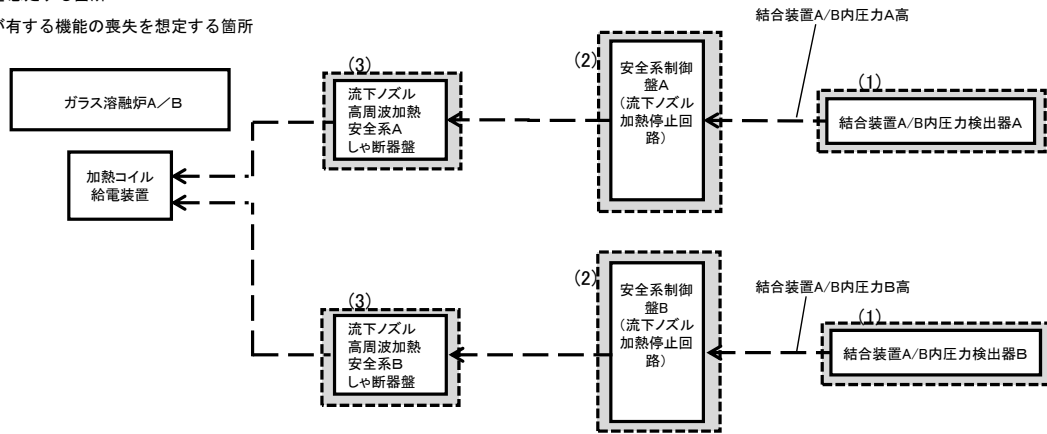 が有する機能の喪失を想定する箇所
結合装置A/B内圧力A高
(1)
結合装置A/B内圧力検出器A
(2)
安全系制御
盤A
(流下ノズル
加熱停止回
路)
(3)
流下ノズル
高周波加熱
安全系A
しゃ断器盤
ガラス溶融炉A/B
加熱コイル
給電装置
結合装置A/B内圧力B高
(1)
結合装置A/B内圧力検出器B
(2)
安全系制御
盤B
(流下ノズル
加熱停止回
路)
(3)
流下ノズル
高周波加熱
安全系B
しゃ断器盤